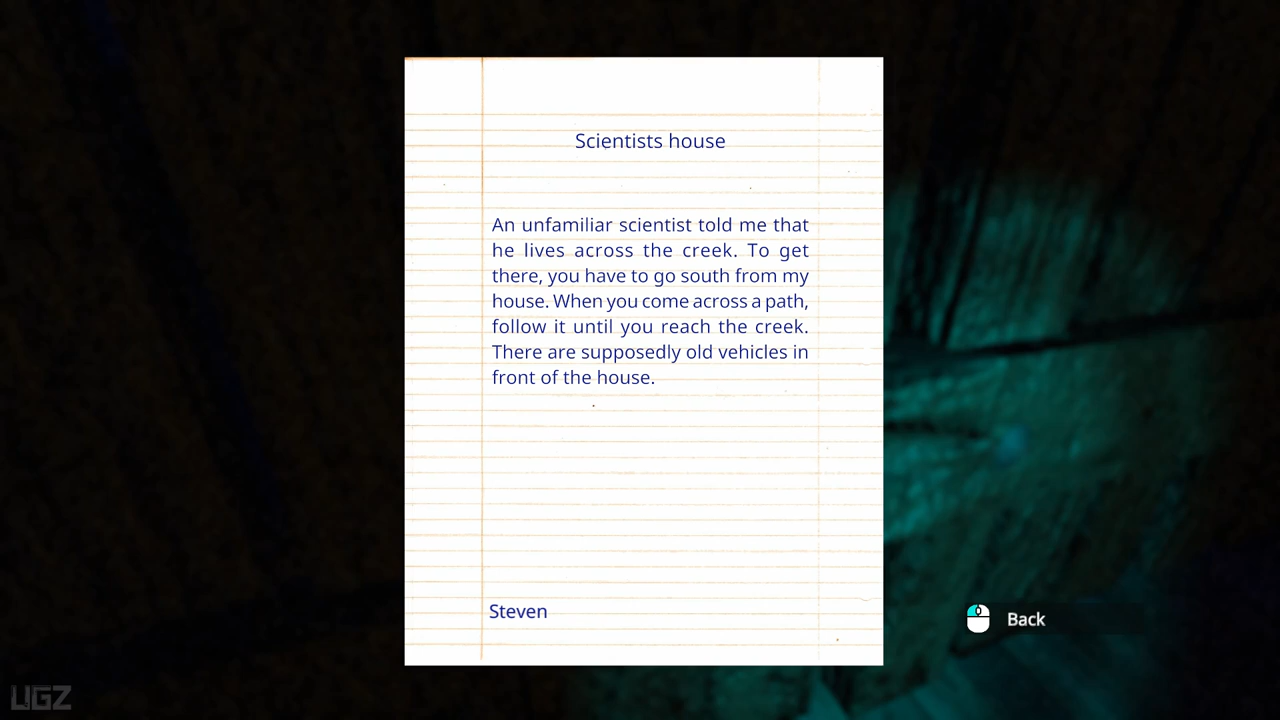 Scientists house
An unfamiliar scientist told me that
he lives across the creek. To get
there, you have to go south from my
house. When you come across a path,
follow it until you reach the creek.
There are supposedly old vehicles in
front of the house.
Steven
Back
UGZ